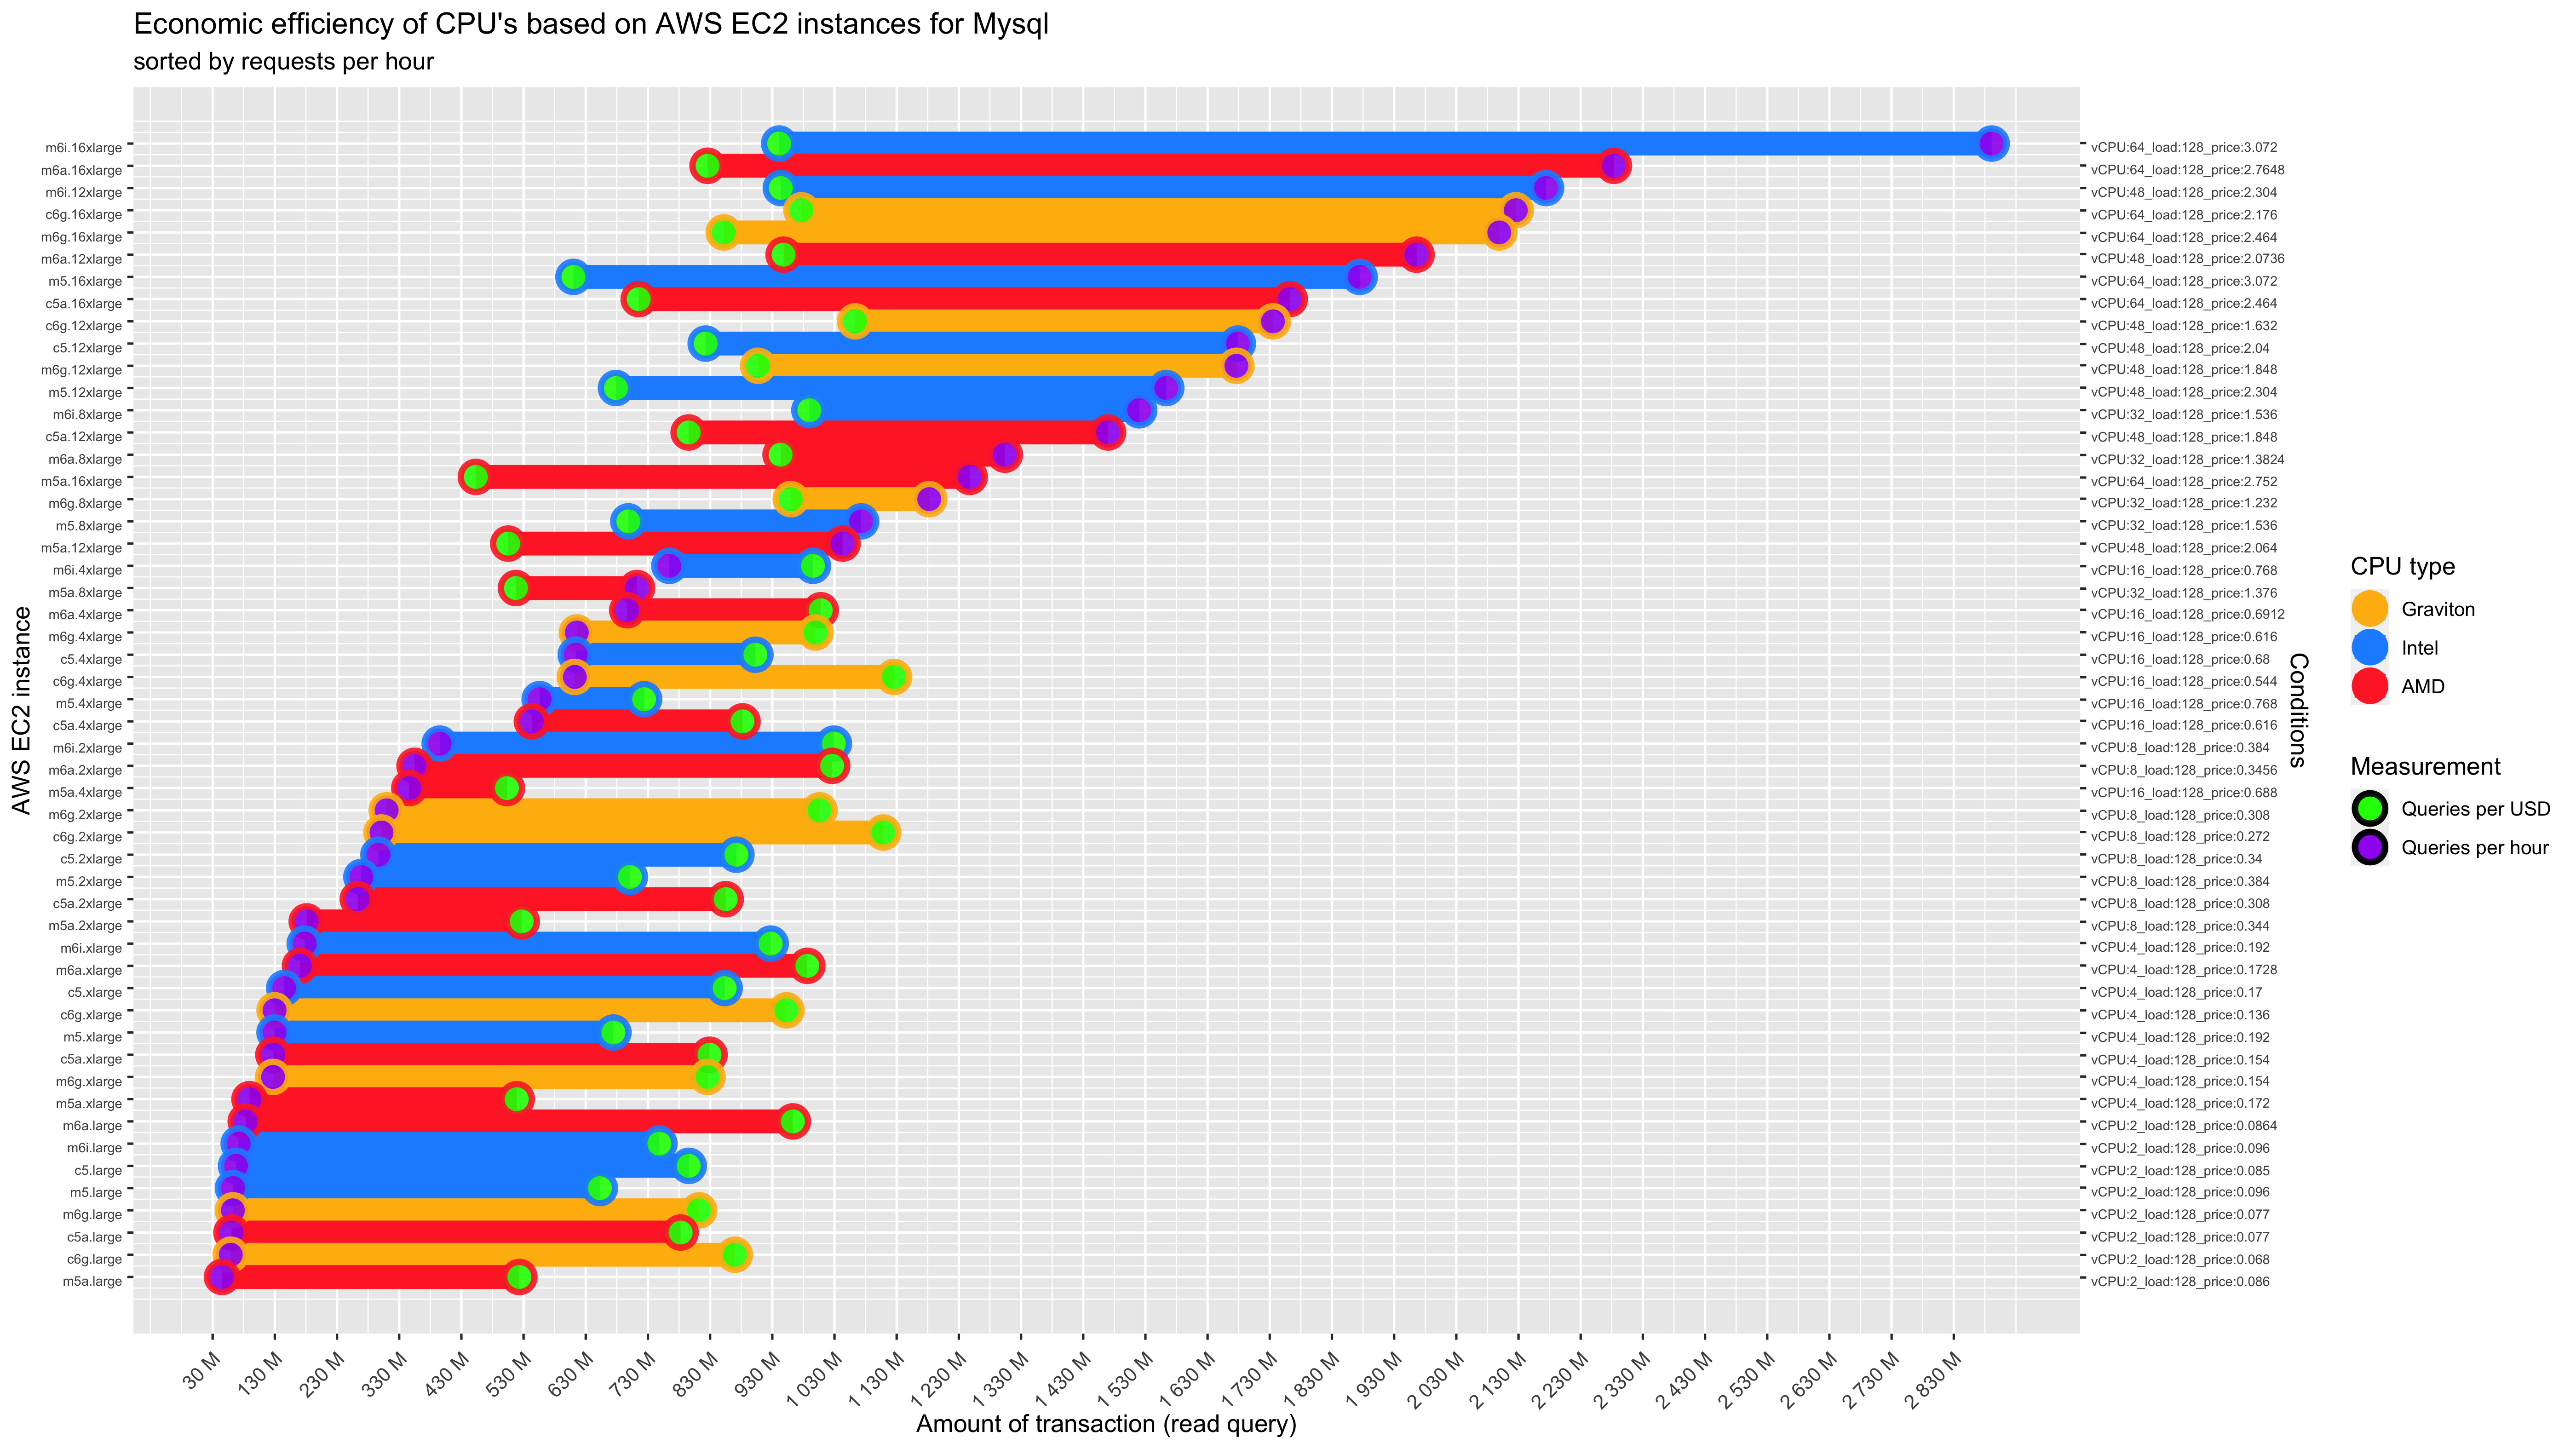 Economic efficiency of CPU's based on AWS EC2 instances for Mysql
sorted by requests per hour
AWS EC2 instance
m6i.16xlarge
m6a.16xlarge
m6i.12xlarge
c6g.16xlarge
m6g.16xlarge
m6a.12xlarge
m5.16xlarge
c5a.16xlarge
c6g.12xlarge
c5.12xlarge
m6g.12xlarge
m5.12xlarge
m6i.8xlarge
c5a.12xlarge
m6a.8xlarge
m5a.16xlarge
m6g.8xlarge
m5.8xlarge
m5a.12xlarge
m6i.4xlarge
m5a.8xlarge
m6a.4xlarge
m6g.4xlarge
c5.4xlarge
c6g.4xlarge
m5.4xlarge
c5a.4xlarge
m6i.2xlarge
m6a.2xlarge
m5a.4xlarge
m6g.2xlarge
c6g.2xlarge
c5.2xlarge
m5.2xlarge
c5a.2xlarge
m5a.2xlarge
m6i.xlarge
m6a.xlarge
c5.xlarge
c6g.xlarge
m5.xlarge
c5a.xlarge
m6g.xlarge
m5a.xlarge
m6a.large
m6i.large
c5.large
m5.large
m6g.large
c5a.large
c6g.large
m5a.large
vCPU:64_load:128_price:3.072
vCPU:64_load:128_price:2.7648
vCPU:48_load:128_price:2.304
vCPU:64_load:128_price:2.176
vCPU:64_load:128_price:2.464
vCPU:48_load:128_price:2.0736
vCPU:64_load:128_price:3.072
vCPU:64_load:128_price:2.464
vCPU:48_load:128_price:1.632
vCPU:48_load:128_price:2.04
vCPU:48_load:128_price:1.848
vCPU:48_load:128_price:2.304
vCPU:32_load:128_price:1.536
vCPU:48_load:128_price:1.848
vCPU:32_load:128_price:1.3824
vCPU:64_load:128_price:2.752
vCPU:32_load:128_price:1.232
vCPU:32_load:128_price:1.536
vCPU:48_load:128_price:2.064
vCPU:16_load:128_price:0.768
vCPU:32_load:128_price:1.376
vCPU:16_load:128_price:0.6912
vCPU:16_load:128_price:0.616
vCPU:16_load:128_price:0.68
vCPU:16_load:128_price:0.544
vCPU:16_load:128_price:0.768
vCPU:16_load:128_price:0.616
vCPU:8_load:128_price:0.384
vCPU:8_load:128_price:0.3456
vCPU:16_load:128_price:0.688
vCPU:8_load:128_price:0.308
vCPU:8_load:128_price:0.272
vCPU:8_load:128_price:0.34
vCPU:8_load:128_price:0.384
vCPU:8_load:128_price:0.308
vCPU:8_load:128_price:0.344
vCPU:4_load:128_price:0.192
vCPU:4_load:128_price:0.1728
vCPU:4_load:128_price:0.17
vCPU:4_load:128_price:0.136
vCPU:4_load:128_price:0.192
vCPU:4_load:128_price:0.154
vCPU:4_load:128_price:0.154
vCPU:4_load:128_price:0.172
vCPU:2_load:128_price:0.0864
vCPU:2_load:128_price:0.096
vCPU:2_load:128_price:0.085
vCPU:2_load:128_price:0.096
vCPU:2_load:128_price:0.077
vCPU:2_load:128_price:0.077
vCPU:2_load:128_price:0.068
vCPU:2_load:128_price:0.086
Conditions
30 M
130 M
230 M
330 M
430 M
530 M
630 M
730 M
830 M
930 M
1 030 M
1 130 M
1 230 M
1 330 M
1 430 M
1 530 M
1 630 M
1 730 M
1 830 M
1 930 M
2 030 M
2 130 M
2 230 M
2 330 M
2 430 M
2 530 M
2 630 M
2 730 M
2 830 M
Amount of transaction (read query)
CPU type
Graviton
Intel
AMD
Measurement
Queries per USD
Queries per hour